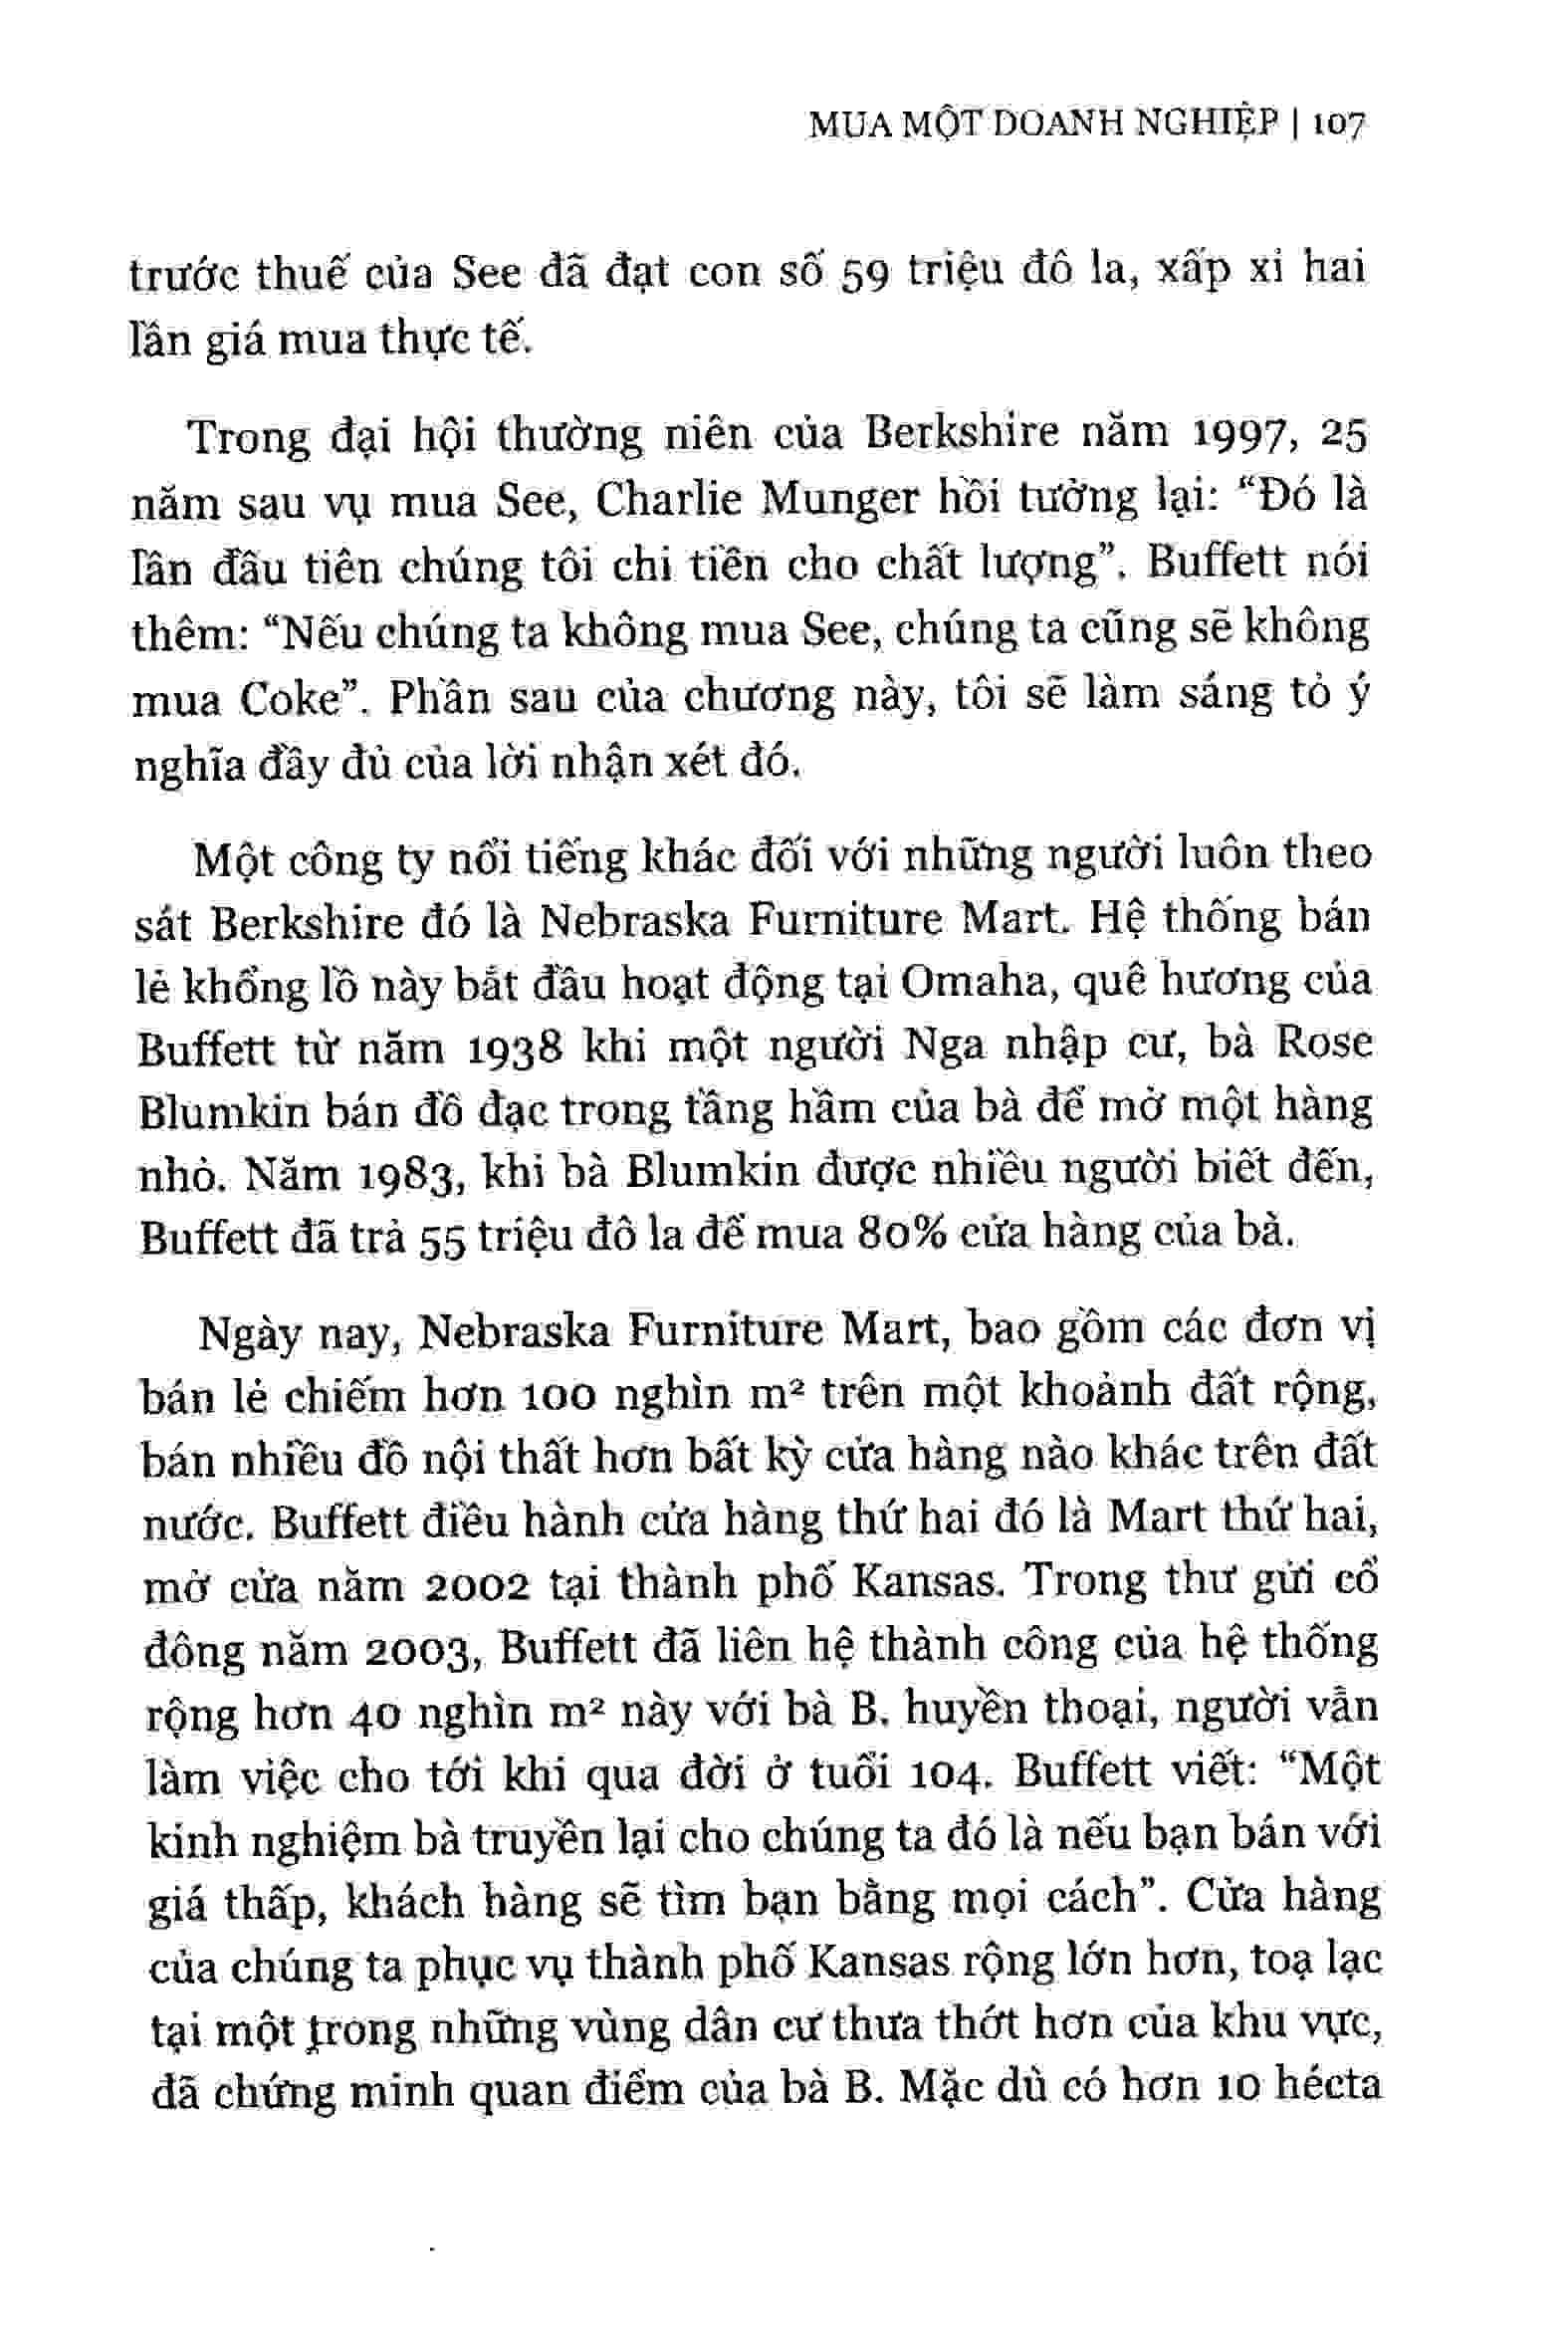 MUA MỘT DOANH NGHIỆP | 107
trước thuế của See đã đạt con số 59 triệu đô la, xấp xỉ hai
lần giá mua thực tế.
Trong đại hội thường niên của Berkshire năm 1997, 25
năm sau vụ mua See, Charlie Munger hồi tưởng lại: “Đó là
lần đầu tiên chúng tôi chi tiền cho chất lượng”. Buffett nói
thêm: “Nếu chúng ta không mua See, chúng ta cũng sẽ không
mua Coke”. Phần sau của chương này, tôi sẽ làm sáng tỏ ý
nghĩa đầy đủ của lời nhận xét đó.
Một công ty nổi tiếng khác đối với những người luôn theo
sát Berkshire đó là Nebraska Furniture Mart. Hệ thống bán
lẻ khổng lồ này bắt đầu hoạt động tại Omaha, quê hương của
Buffett từ năm 1938 khi một người Nga nhập cư, bà Rose
Blumkin bán đồ đạc trong tầng hầm của bà để mở một hàng
nhỏ. Năm 1983, khi bà Blumkin được nhiều người biết đến,
Buffett đã trả 55 triệu đô la để mua 80% cửa hàng của bà.
Ngày nay, Nebraska Furniture Mart, bao gồm các đơn vị
bán lẻ chiếm hơn 100 nghìn m² trên một khoảnh đất rộng,
bán nhiều đồ nội thất hơn bất kỳ cửa hàng nào khác trên đất
nước. Buffett điều hành cửa hàng thứ hai đó là Mart thứ hai,
mở cửa năm 2002 tại thành phố Kansas. Trong thư gửi cổ
đông năm 2003, Buffett đã liên hệ thành công của hệ thống
rộng hơn 40 nghìn m² này với bà B. huyền thoại, người vẫn
làm việc cho tới khi qua đời ở tuổi 104. Buffett viết: “Một
kinh nghiệm bà truyền lại cho chúng ta đó là nếu bạn bán với
giá thấp, khách hàng sẽ tìm bạn bằng mọi cách”. Cửa hàng
của chúng ta phục vụ thành phố Kansas rộng lớn hơn, toạ lạc
tại một trong những vùng dân cư thưa thớt hơn của khu vực,
đã chứng minh quan điểm của bà B. Mặc dù có hơn 10 hécta